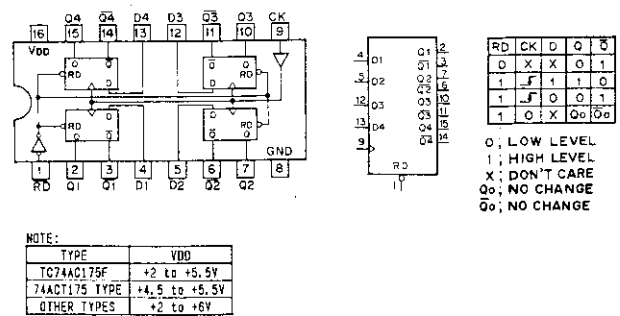 Q4 Q̅4̅ D4 D3 Q̅3̅ Q3 CK
16 15 14 13 12 11 10 9
VDD
RD
RD
RD
RD
GND
1 2 3 4 5 6 7 8
R̅D̅ Q1 Q̅1̅ D1 D2 Q̅2̅ Q2
4 D1 Q1 2
Q̅1̅ 3
5 D2 Q2 7
Q̅2̅ 6
12 D3 Q3 10
Q̅3̅ 11
13 D4 Q4 15
Q̅4̅ 14
9
RD
1
RD CK D Q Q̅
0 X X 0 1
1 1 1 0
1 0 0 1
1 0 X Qo Q̅o
0 ; LOW LEVEL
1 ; HIGH LEVEL
X ; DON'T CARE
Qo ; NO CHANGE
Q̅o ; NO CHANGE
NOTE:
TYPE VDD
TC74AC175F +2 to +5.5V
74ACT175 TYPE +4.5 to +5.5V
OTHER TYPES +2 to +6V